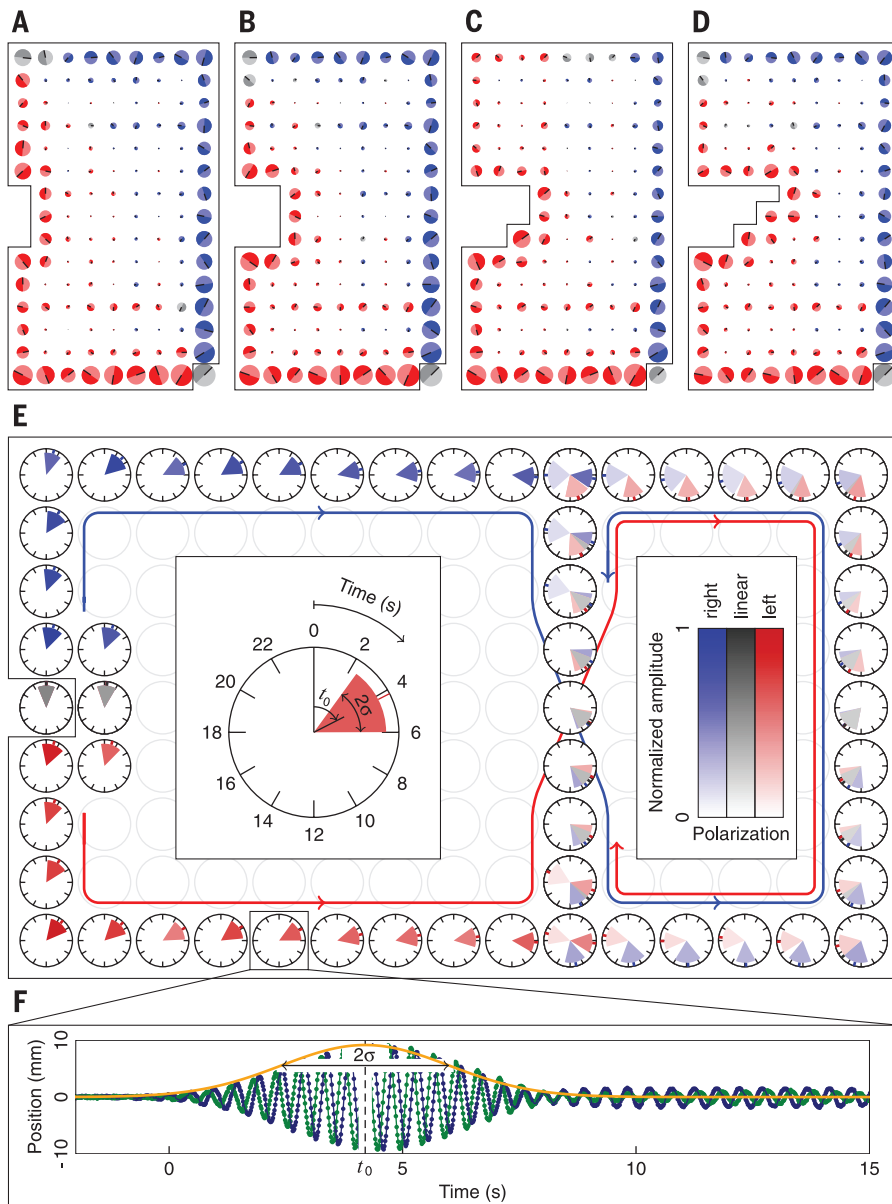 A B C D
E
Time (s)
0
2
4
6
8
10
12
14
16
18
20
22
t0
2σ
right
linear
left
Normalized amplitude
1
0
Polarization
F
Position (mm)
10
0
- 10
2σ
0 t0 5 10 15
Time (s)